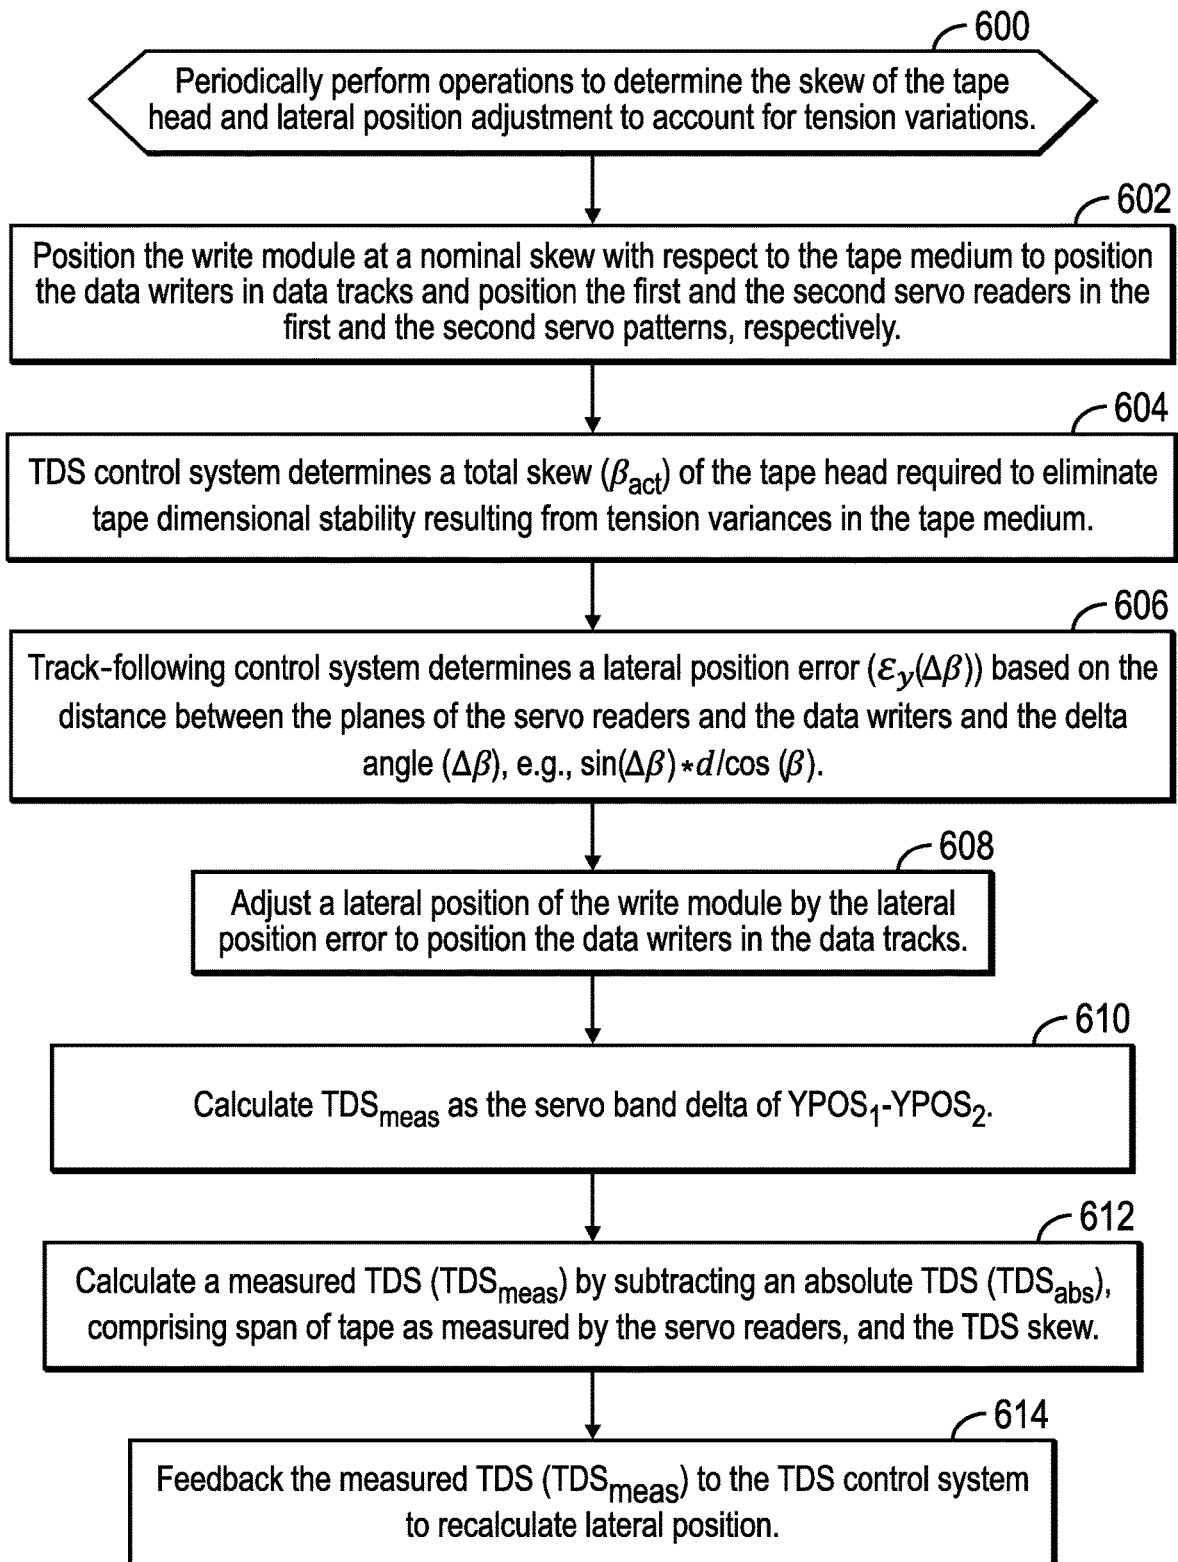 600
Periodically perform operations to determine the skew of the tape
head and lateral position adjustment to account for tension variations.
602
Position the write module at a nominal skew with respect to the tape medium to position
the data writers in data tracks and position the first and the second servo readers in the
first and the second servo patterns, respectively.
604
TDS control system determines a total skew (βact) of the tape head required to eliminate
tape dimensional stability resulting from tension variances in the tape medium.
606
Track-following control system determines a lateral position error (εy(Δβ)) based on the
distance between the planes of the servo readers and the data writers and the delta
angle (Δβ), e.g., sin(Δβ)*d/cos (β).
608
Adjust a lateral position of the write module by the lateral
position error to position the data writers in the data tracks.
610
Calculate TDSmeas as the servo band delta of YPOS1-YPOS2.
612
Calculate a measured TDS (TDSmeas) by subtracting an absolute TDS (TDSabs),
comprising span of tape as measured by the servo readers, and the TDS skew.
614
Feedback the measured TDS (TDSmeas) to the TDS control system
to recalculate lateral position.